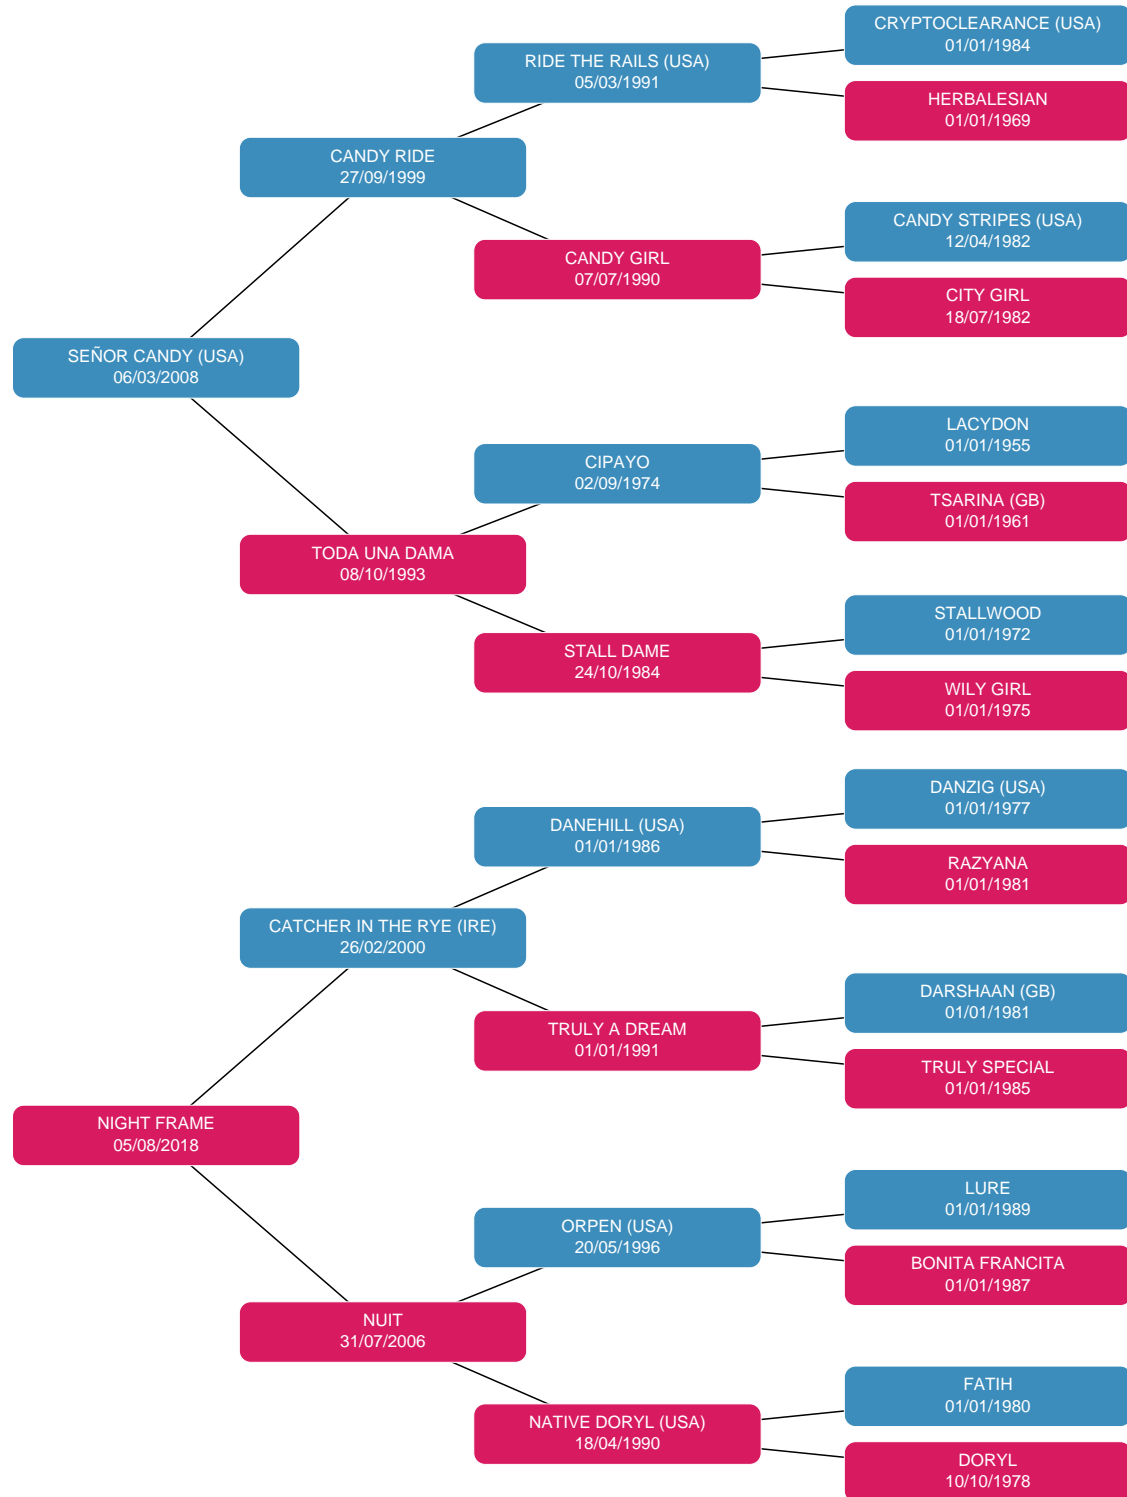 CRYPTOCLEARANCE (USA)
01/01/1984
RIDE THE RAILS (USA)
05/03/1991
HERBALESIAN
01/01/1969
CANDY RIDE
27/09/1999
CANDY STRIPES (USA)
12/04/1982
CANDY GIRL
07/07/1990
CITY GIRL
18/07/1982
SEÑOR CANDY (USA)
06/03/2008
LACYDON
01/01/1955
CIPAYO
02/09/1974
TSARINA (GB)
01/01/1961
TODA UNA DAMA
08/10/1993
STALLWOOD
01/01/1972
STALL DAME
24/10/1984
WILY GIRL
01/01/1975
DANZIG (USA)
01/01/1977
DANEHILL (USA)
01/01/1986
RAZYANA
01/01/1981
CATCHER IN THE RYE (IRE)
26/02/2000
DARSHAAN (GB)
01/01/1981
TRULY A DREAM
01/01/1991
TRULY SPECIAL
01/01/1985
NIGHT FRAME
05/08/2018
LURE
01/01/1989
ORPEN (USA)
20/05/1996
BONITA FRANCITA
01/01/1987
NUIT
31/07/2006
FATIH
01/01/1980
NATIVE DORYL (USA)
18/04/1990
DORYL
10/10/1978